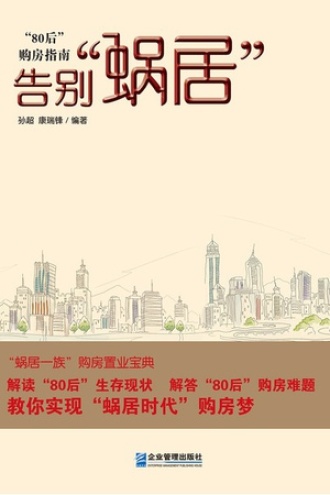 “80后”
购房指南
告别“蜗居”
孙超 康瑞锋 / 编著
“蜗居一族”购房置业宝典
解读“80后”生存现状 解答“80后”购房难题
教你实现“蜗居时代”购房梦
企业管理出版社